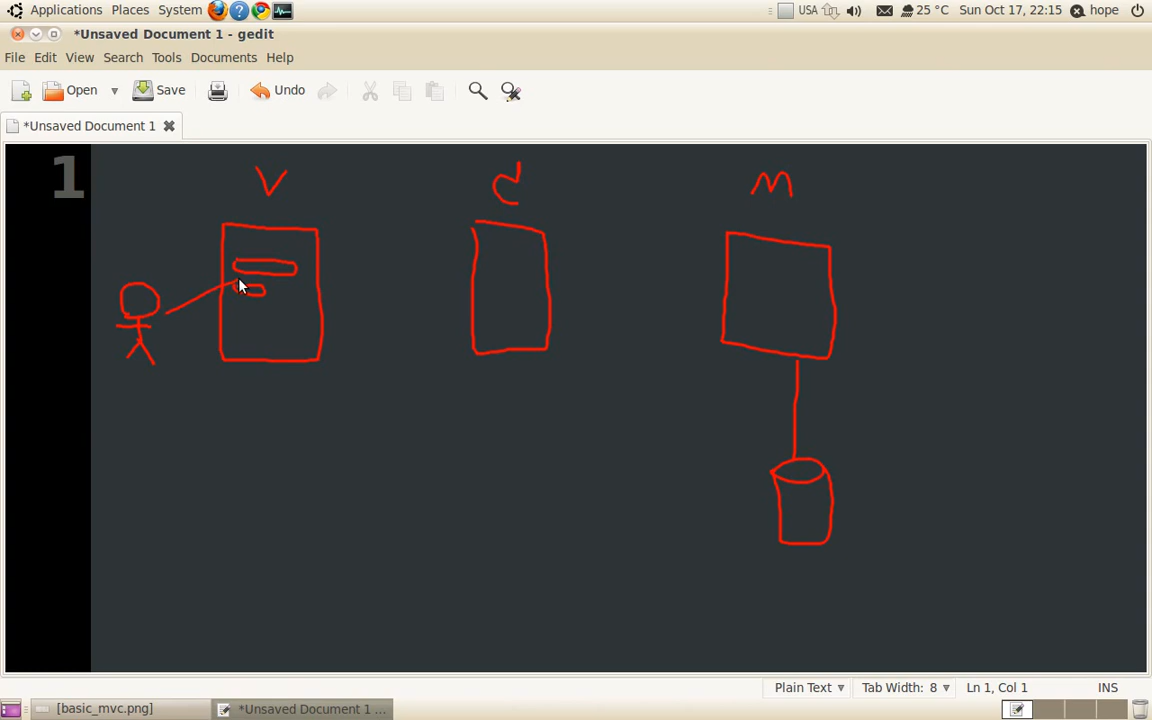 Applications Places System USA 25 °C Sun Oct 17, 22:15 hope
*Unsaved Document 1 - gedit
File Edit View Search Tools Documents Help
Open Save Undo
*Unsaved Document 1
1
V C M
Plain Text Tab Width: 8 Ln 1, Col 1 INS
[basic_mvc.png] *Unsaved Document 1 ...